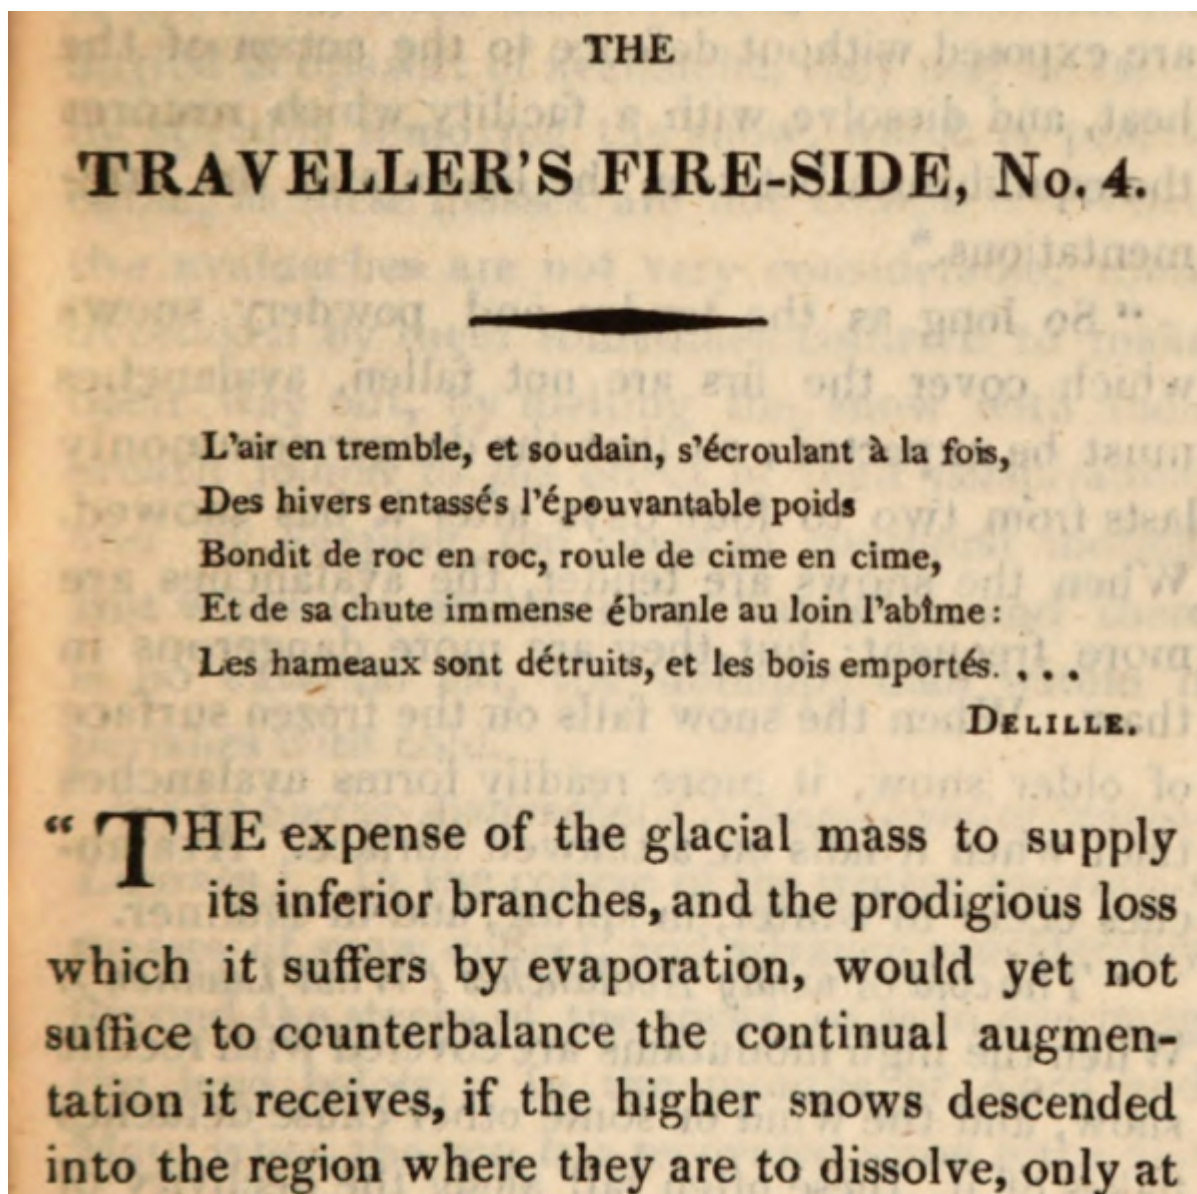 THE
TRAVELLER'S FIRE-SIDE, No. 4.
L'air en tremble, et soudain, s'écroulant à la fois,
Des hivers entassés l'épouvantable poids
Bondit de roc en roc, roule de cime en cime,
Et de sa chute immense ébranle au loin l'abîme:
Les hameaux sont détruits, et les bois emportés. ...
DELILLE.
“ THE expense of the glacial mass to supply
its inferior branches, and the prodigious loss
which it suffers by evaporation, would yet not
suffice to counterbalance the continual augmen-
tation it receives, if the higher snows descended
into the region where they are to dissolve, only at